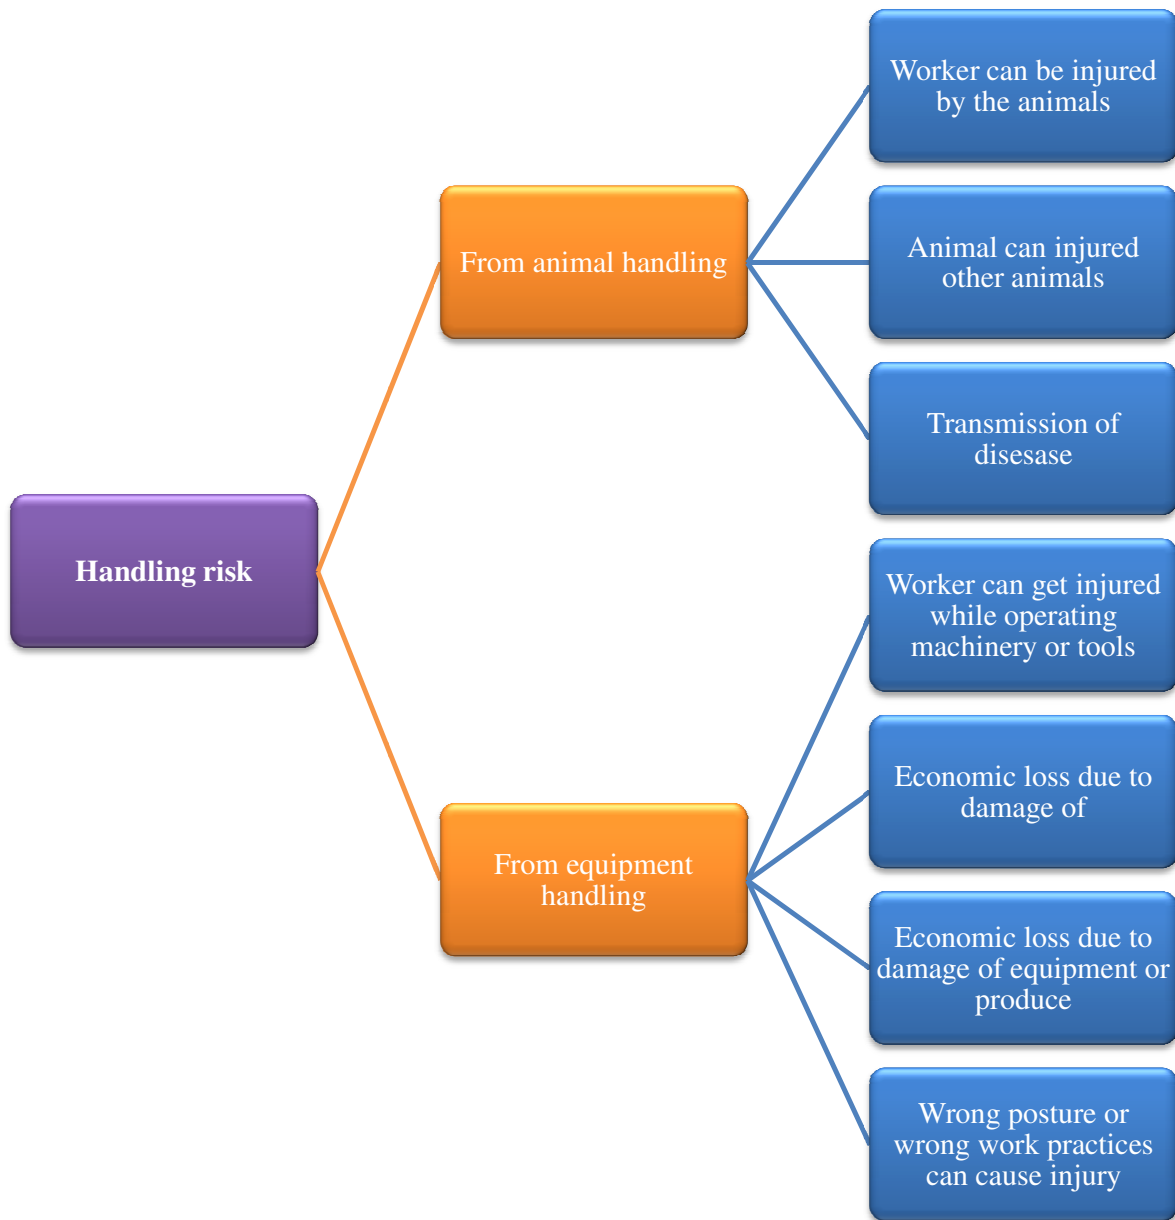 Handling risk
From animal handling
Worker can be injured
by the animals
Animal can injured
other animals
Transmission of
disesase
From equipment
handling
Worker can get injured
while operating
machinery or tools
Economic loss due to
damage of
Economic loss due to
damage of equipment or
produce
Wrong posture or
wrong work practices
can cause injury